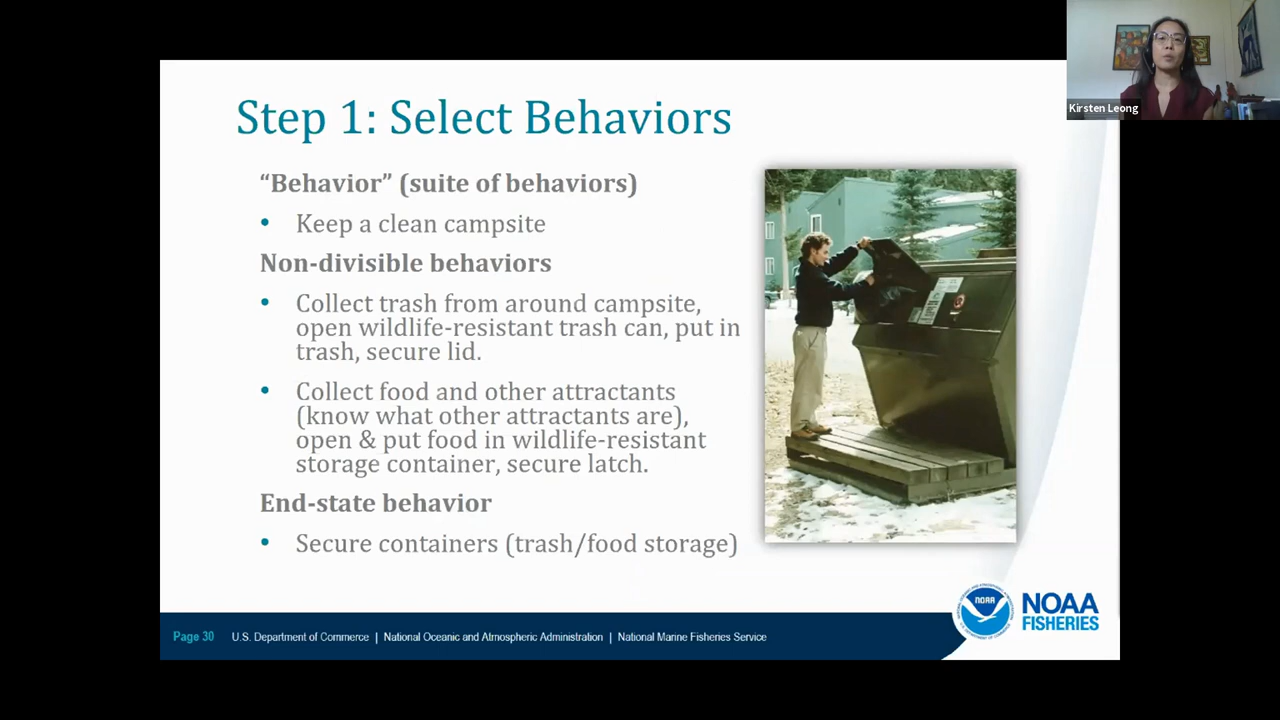 Kirsten Leong
Step 1: Select Behaviors
“Behavior” (suite of behaviors)
• Keep a clean campsite
Non-divisible behaviors
• Collect trash from around campsite,
open wildlife-resistant trash can, put in
trash, secure lid.
• Collect food and other attractants
(know what other attractants are),
open & put food in wildlife-resistant
storage container, secure latch.
End-state behavior
• Secure containers (trash/food storage)
NOAA
NOAA
FISHERIES
Page 30 U.S. Department of Commerce | National Oceanic and Atmospheric Administration | National Marine Fisheries Service